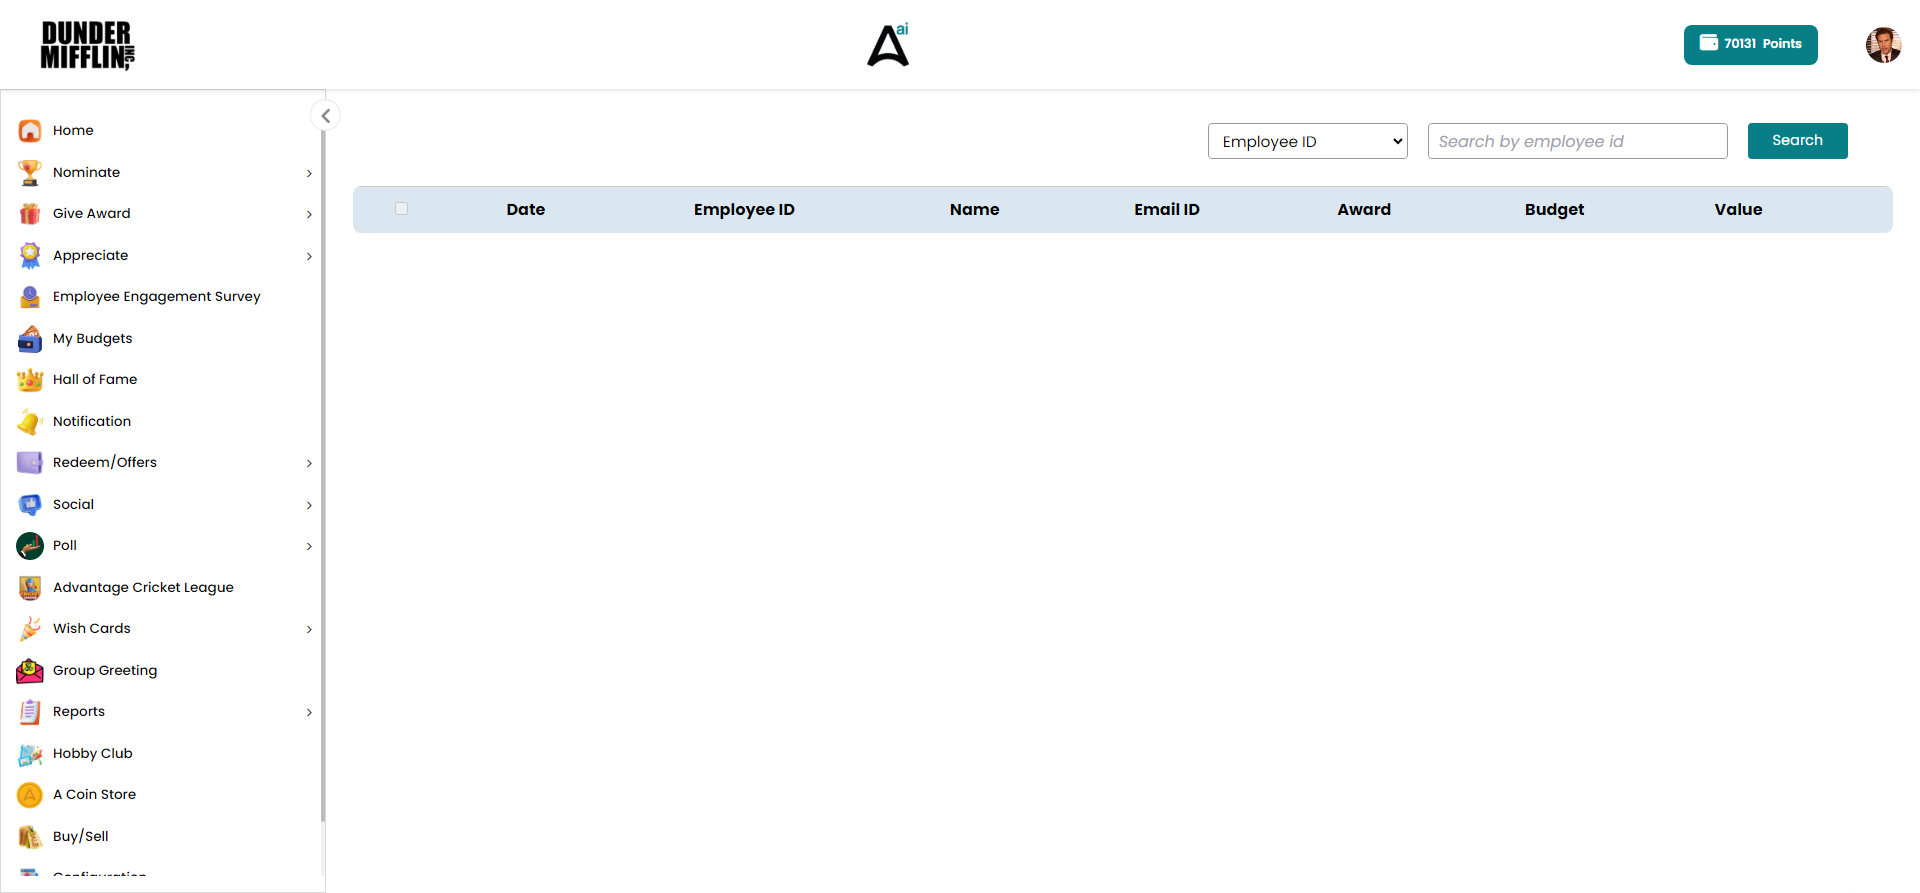 DUNDER
MIFFLIN INC,
ai
70131 Points
Home
Nominate
Give Award
Appreciate
Employee Engagement Survey
My Budgets
Hall of Fame
Notification
Redeem/Offers
Social
Poll
Advantage Cricket League
Wish Cards
Group Greeting
Reports
Hobby Club
A Coin Store
Buy/Sell
Configuration
Employee ID
Search by employee id
Search
Date Employee ID Name Email ID Award Budget Value